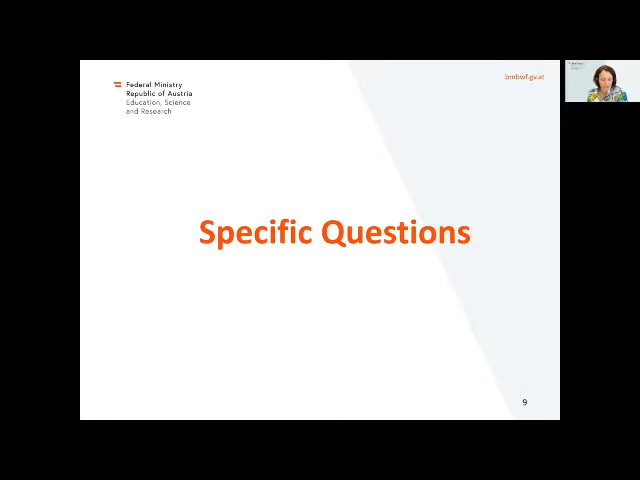 Federal Ministry
Republic of Austria
Education, Science
and Research
bmbwf.gv.at
Specific Questions
9